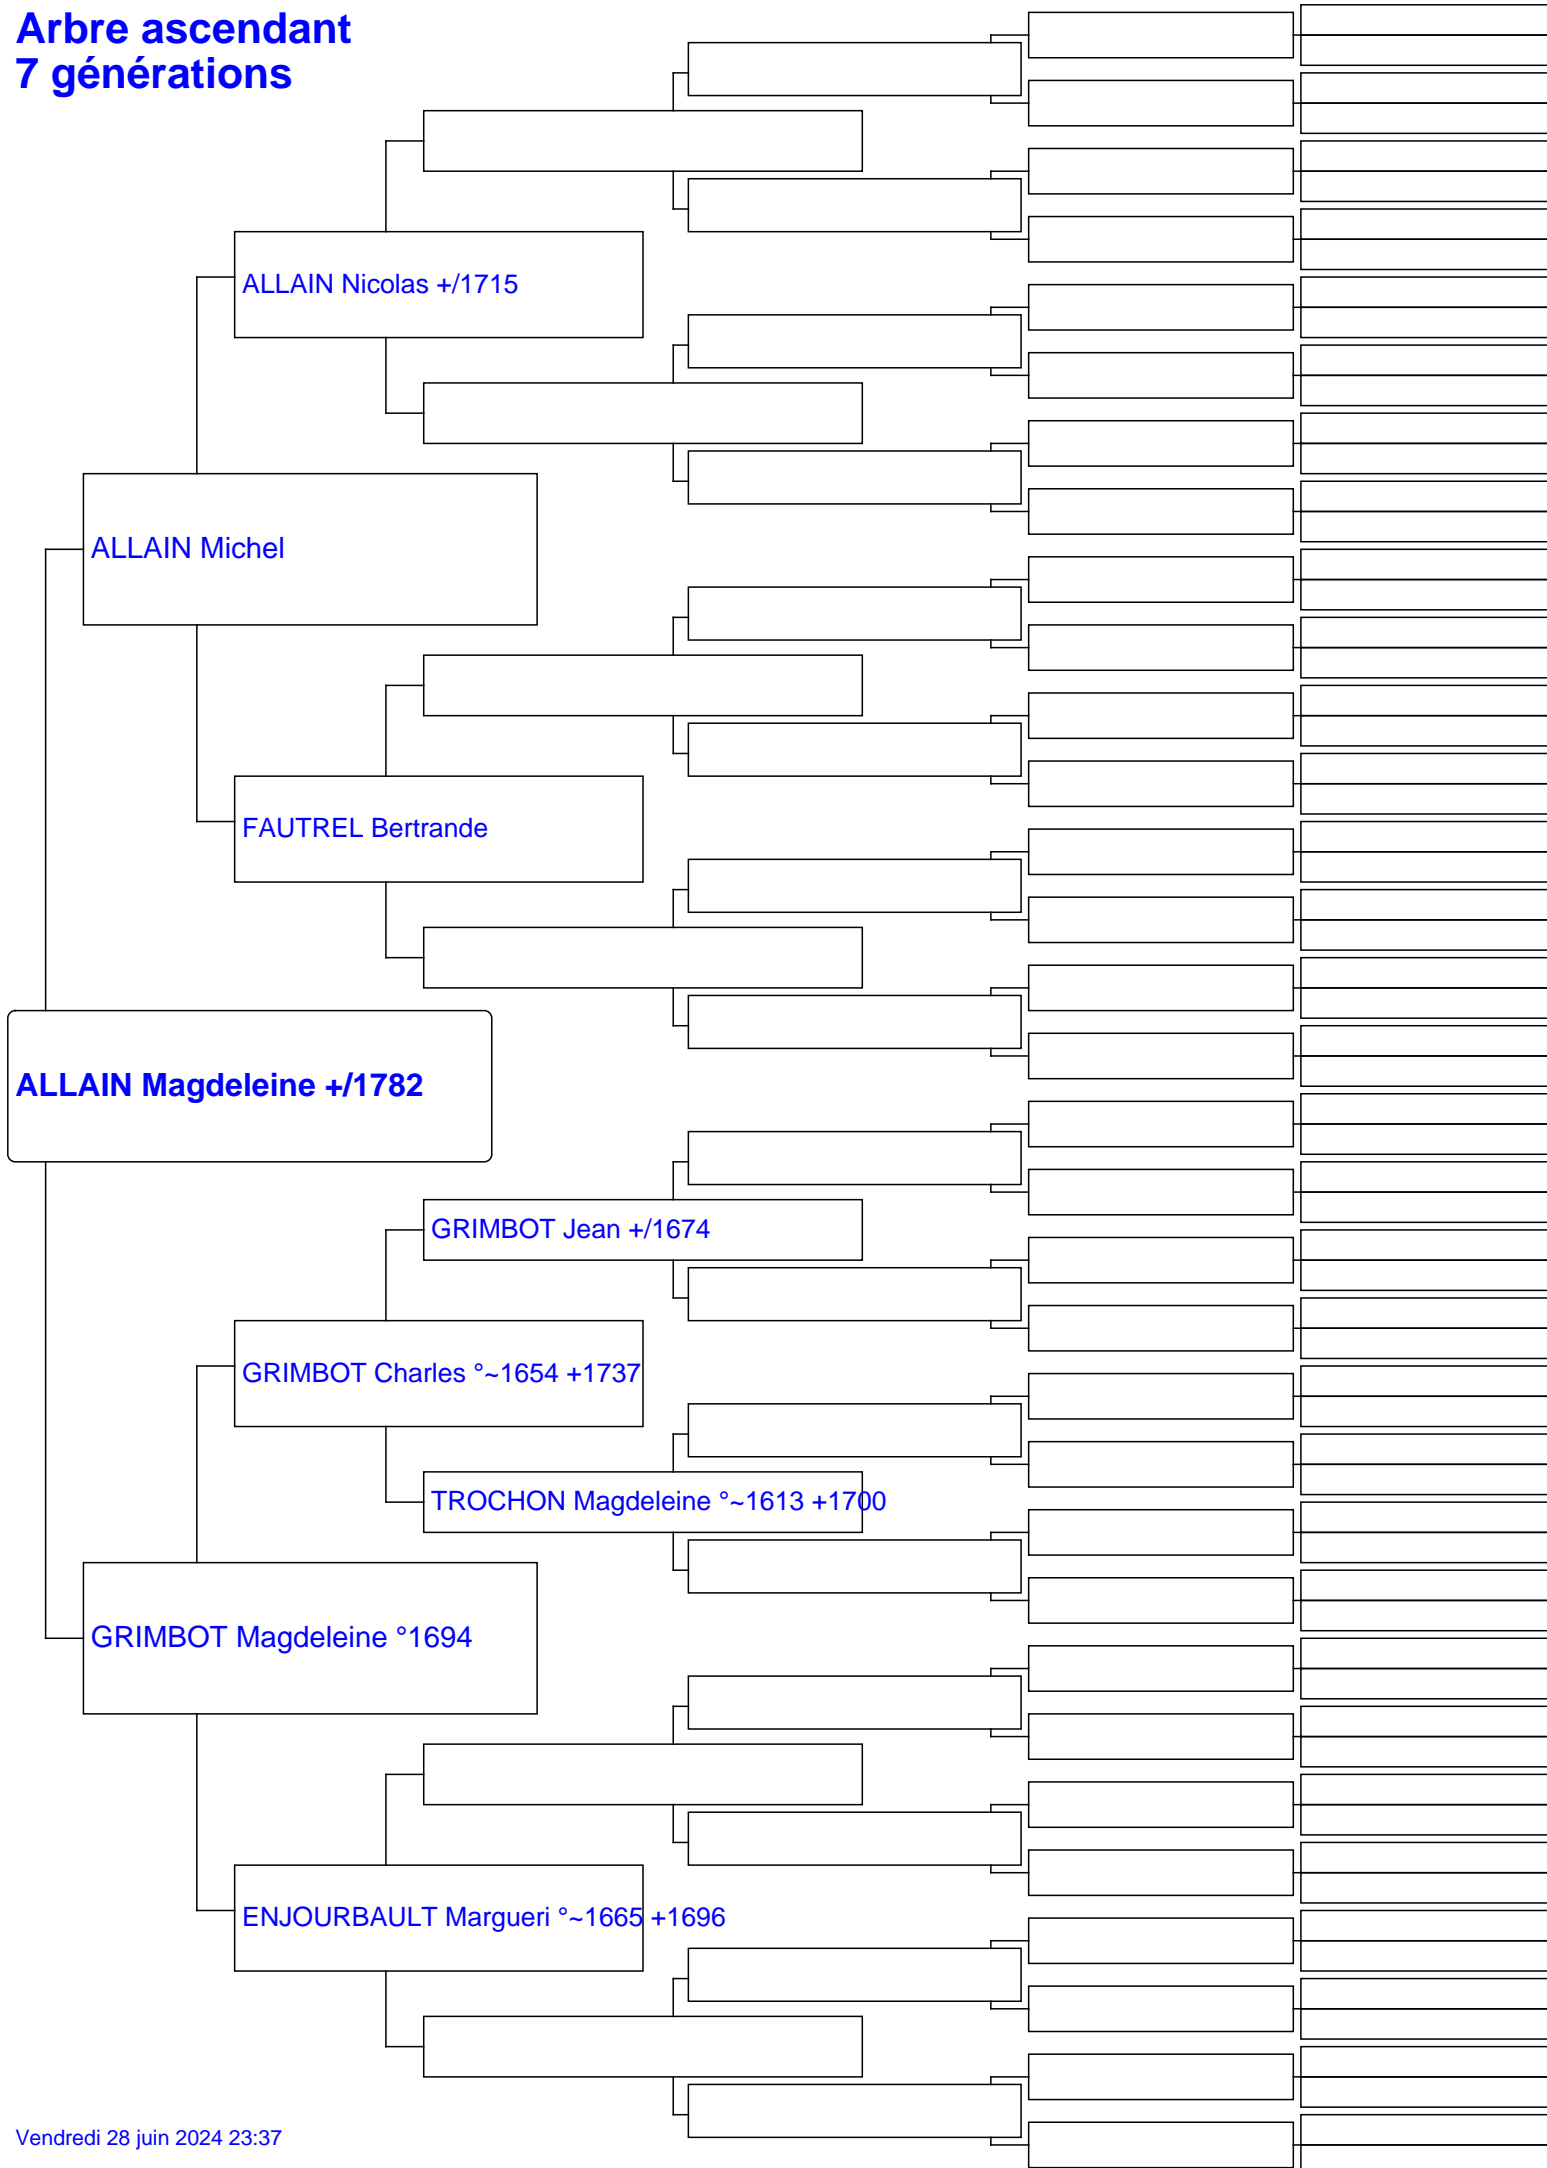 Arbre ascendant
7 générations
ALLAIN Nicolas +/1715
ALLAIN Michel
FAUTREL Bertrande
ALLAIN Magdeleine +/1782
GRIMBOT Jean +/1674
GRIMBOT Charles °~1654 +1737
TROCHON Magdeleine °~1613 +1700
GRIMBOT Magdeleine °1694
ENJOURBAULT Margueri °~1665 +1696
Vendredi 28 juin 2024 23:37